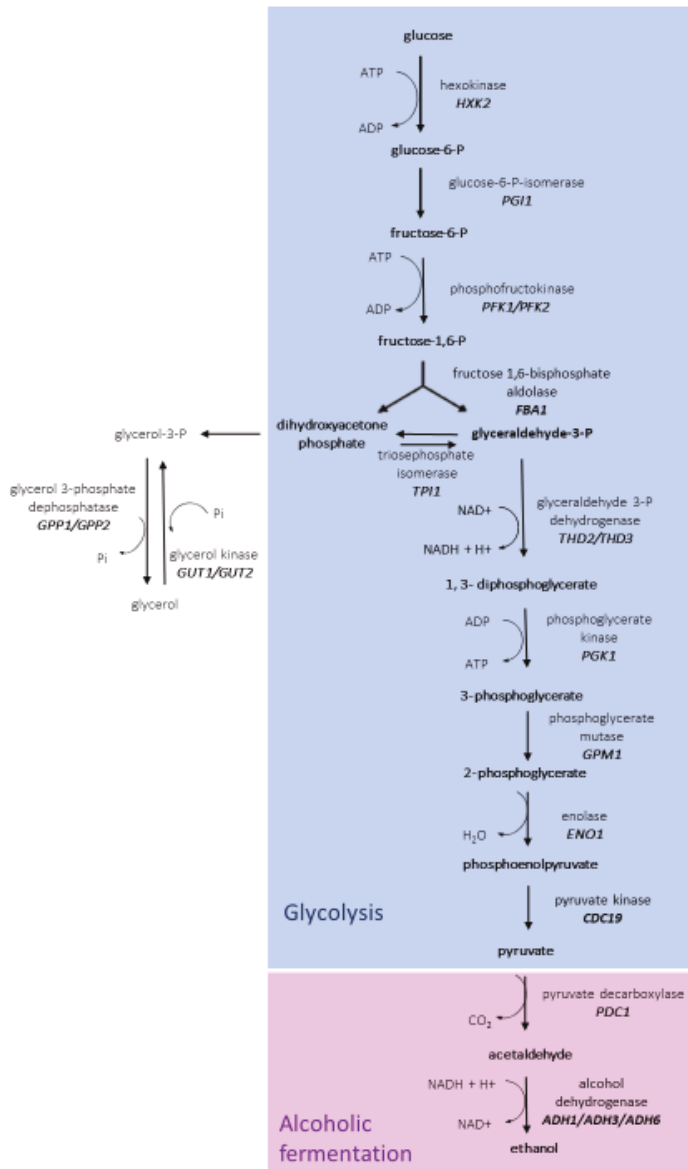 glucose
ATP
hexokinase
HXK2
ADP
glucose-6-P
glucose-6-P-isomerase
PGI1
fructose-6-P
ATP
phosphofructokinase
PFK1/PFK2
ADP
fructose-1,6-P
fructose 1,6-bisphosphate
aldolase
FBA1
glycerol-3-P
dihydroxyacetone
phosphate
glyceraldehyde-3-P
triosephosphate
isomerase
TPI1
glycerol 3-phosphate
dephosphatase
GPP1/GPP2
Pi
Pi
glycerol kinase
GUT1/GUT2
glycerol
NAD+
glyceraldehyde 3-P
dehydrogenase
THD2/THD3
NADH + H+
1, 3- diphosphoglycerate
ADP
phosphoglycerate
kinase
PGK1
ATP
3-phosphoglycerate
phosphoglycerate
mutase
GPM1
2-phosphoglycerate
enolase
ENO1
H₂O
phosphoenolpyruvate
pyruvate kinase
CDC19
Glycolysis
pyruvate
pyruvate decarboxylase
PDC1
CO₂
acetaldehyde
NADH + H+
alcohol
dehydrogenase
ADH1/ADH3/ADH6
NAD+
ethanol
Alcoholic
fermentation